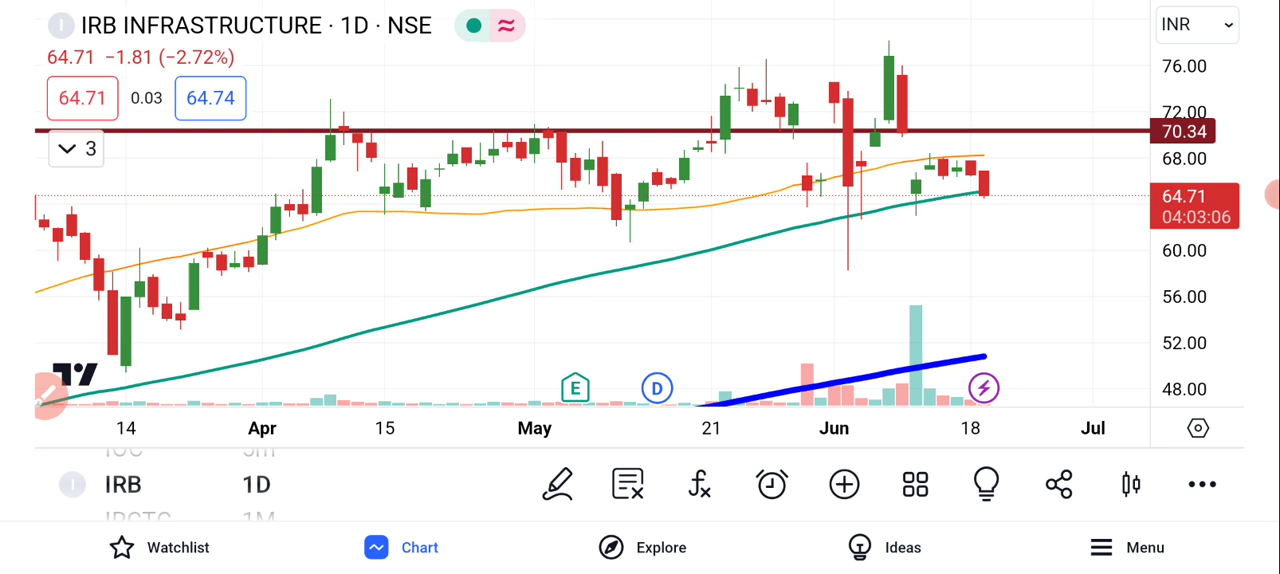 I IRB INFRASTRUCTURE · 1D · NSE
INR
64.71 −1.81 (−2.72%)
64.71 0.03 64.74
3
76.00
72.00
70.34
68.00
64.71
04:03:06
60.00
56.00
52.00
48.00
E D
14 Apr 15 May 21 Jun 18 Jul
I IRB 1D
Watchlist Chart Explore Ideas Menu